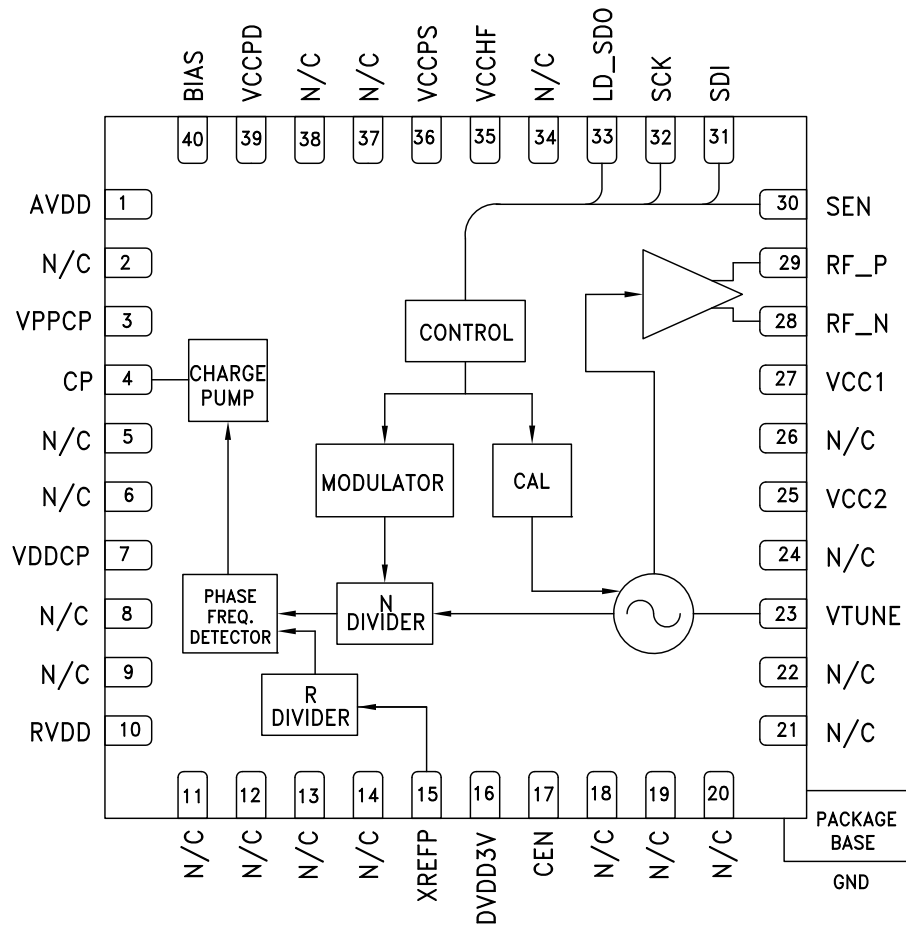 BIAS
VCCPD
N/C
N/C
VCCPS
VCCHF
N/C
LD_SDO
SCK
SDI
40
39
38
37
36
35
34
33
32
31
AVDD
1
N/C
2
VPPCP
3
CP
4
N/C
5
N/C
6
VDDCP
7
N/C
8
N/C
9
RVDD
10
30
SEN
29
RF_P
28
RF_N
27
VCC1
26
N/C
25
VCC2
24
N/C
23
VTUNE
22
N/C
21
N/C
CONTROL
CHARGE
PUMP
MODULATOR
CAL
PHASE
FREQ.
DETECTOR
N
DIVIDER
R
DIVIDER
11
12
13
14
15
16
17
18
19
20
N/C
N/C
N/C
N/C
XREFP
DVDD3V
CEN
N/C
N/C
N/C
PACKAGE
BASE
GND